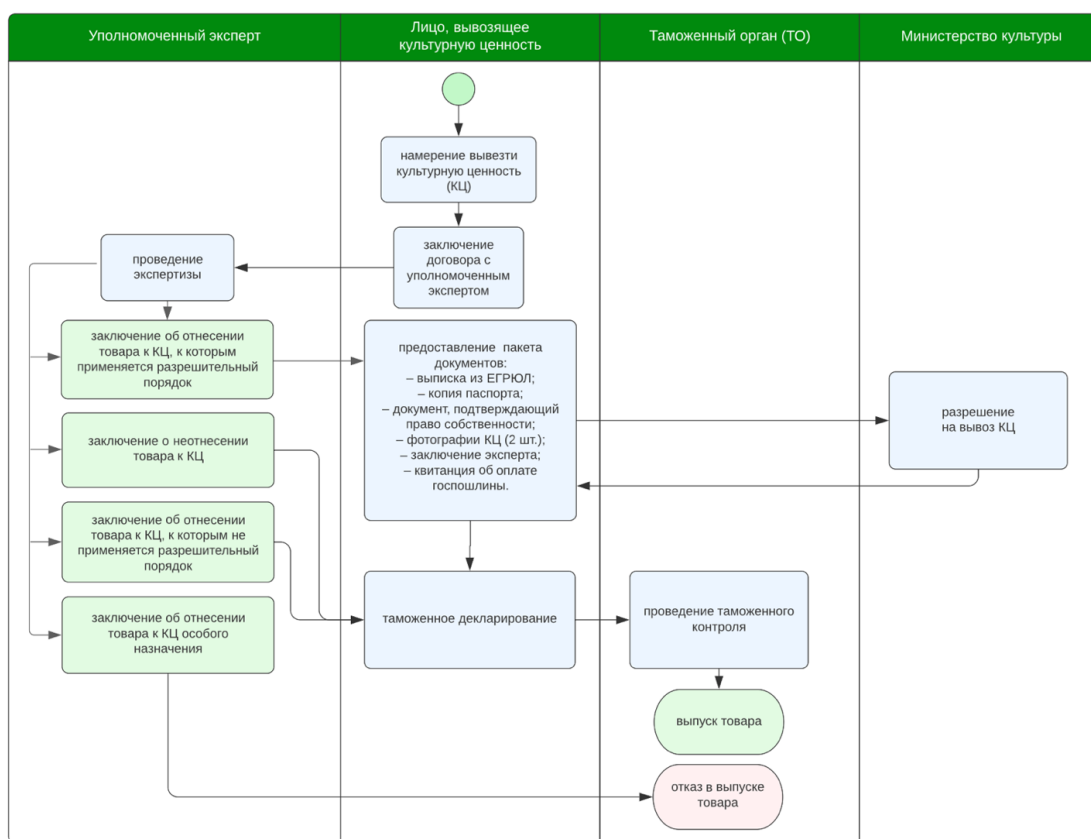 Уполномоченный эксперт
Лицо, вывозящее
культурную ценность
Таможенный орган (ТО)
Министерство культуры
намерение вывезти
культурную ценность
(КЦ)
заключение
договора с
уполномоченным
экспертом
проведение
экспертизы
заключение об отнесении
товара к КЦ, к которым
применяется разрешительный
порядок
предоставление пакета
документов:
– выписка из ЕГРЮЛ;
– копия паспорта;
– документ, подтверждающий
право собственности;
– фотографии КЦ (2 шт.);
– заключение эксперта;
– квитанция об оплате
госпошлины.
разрешение
на вывоз КЦ
заключение о неотнесении
товара к КЦ
заключение об отнесении
товара к КЦ, к которым не
применяется разрешительный
порядок
заключение об отнесении
товара к КЦ особого
назначения
таможенное декларирование
проведение таможенного
контроля
выпуск товара
отказ в выпуске
товара